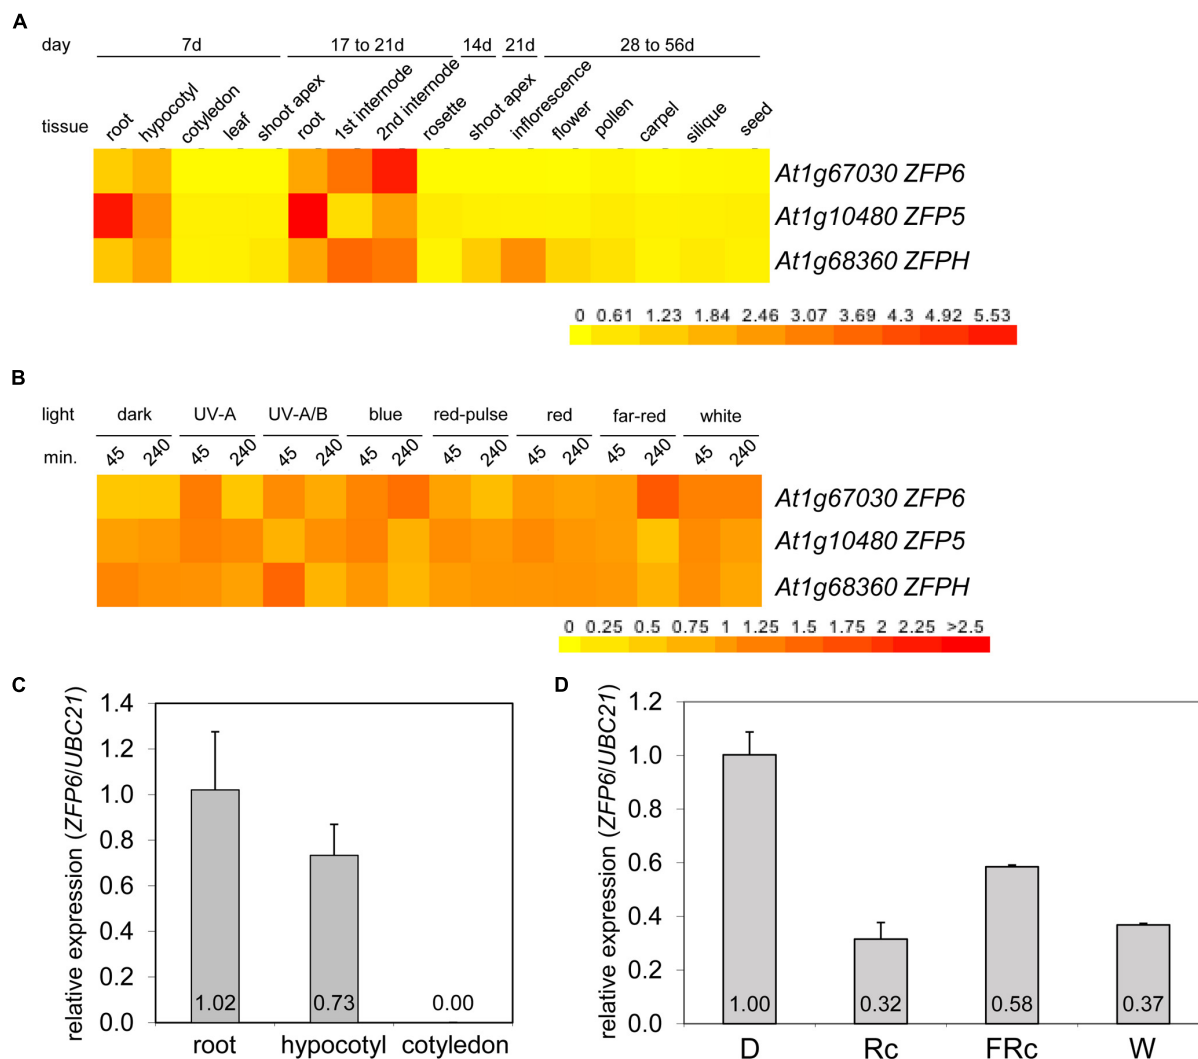 A
day 7d 17 to 21d 14d 21d 28 to 56d
tissue root hypocotyl cotyledon leaf shoot apex root 1st internode 2nd internode rosette shoot apex inflorescence flower pollen carpel silique seed
At1g67030 ZFP6
At1g10480 ZFP5
At1g68360 ZFPH
0 0.61 1.23 1.84 2.46 3.07 3.69 4.3 4.92 5.53
B
light dark UV-A UV-A/B blue red-pulse red far-red white
min. 45 240 45 240 45 240 45 240 45 240 45 240 45 240 45 240
At1g67030 ZFP6
At1g10480 ZFP5
At1g68360 ZFPH
0 0.25 0.5 0.75 1 1.25 1.5 1.75 2 2.25 >2.5
C
relative expression (ZFP6/UBC21)
1.4
1.2
1.0
0.8
0.6
0.4
0.2
0.0
1.02 0.73 0.00
root hypocotyl cotyledon
D
relative expression (ZFP6/UBC21)
1.2
1.0
0.8
0.6
0.4
0.2
0.0
1.00 0.32 0.58 0.37
D Rc FRc W